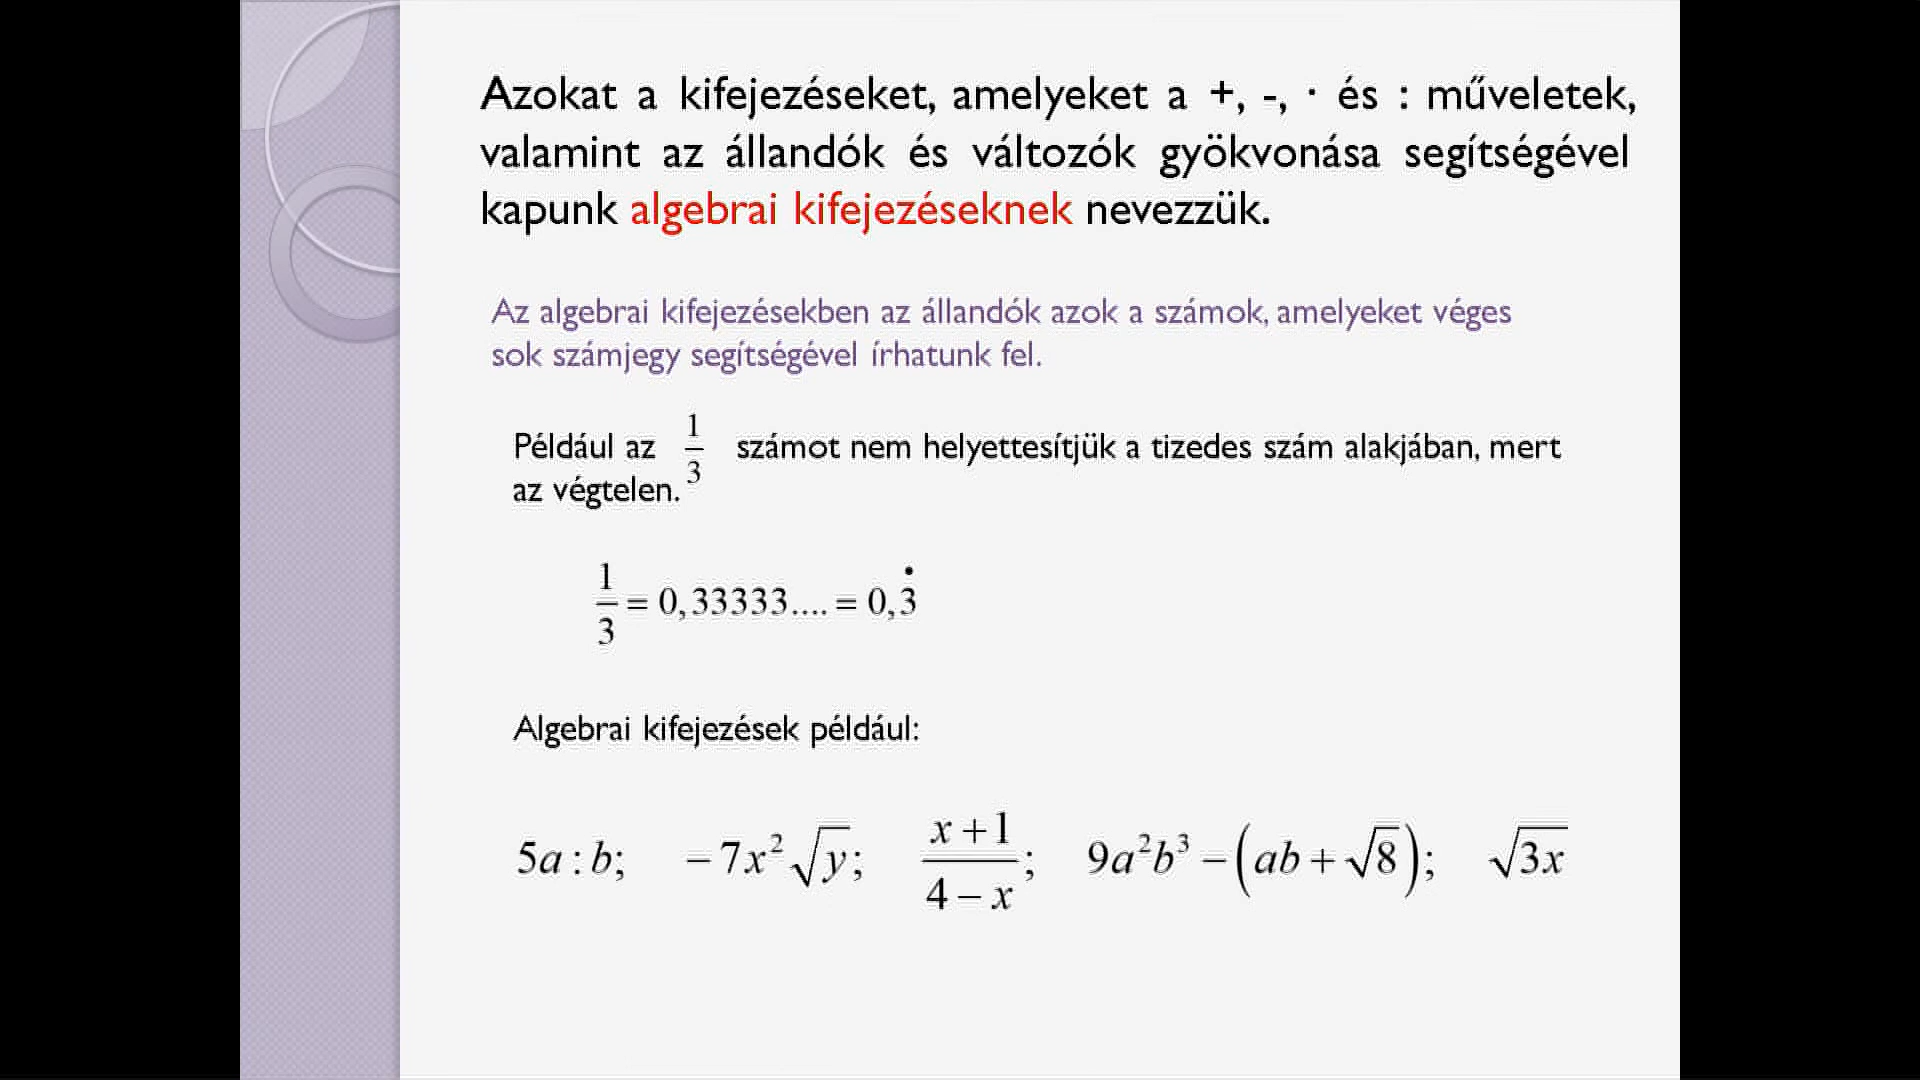 Azokat a kifejezéseket, amelyeket a +, -, · és : műveletek,
valamint az állandók és változók gyökvonása segítségével
kapunk algebrai kifejezéseknek nevezzük.
Az algebrai kifejezésekben az állandók azok a számok, amelyeket véges
sok számjegy segítségével írhatunk fel.
Például az 1/3 számot nem helyettesítjük a tizedes szám alakjában, mert
az végtelen.
1/3 = 0,33333.... = 0,3̇
Algebrai kifejezések például:
5a : b; −7x²√y; (x+1)/(4−x); 9a²b³ − (ab + √8); √(3x)